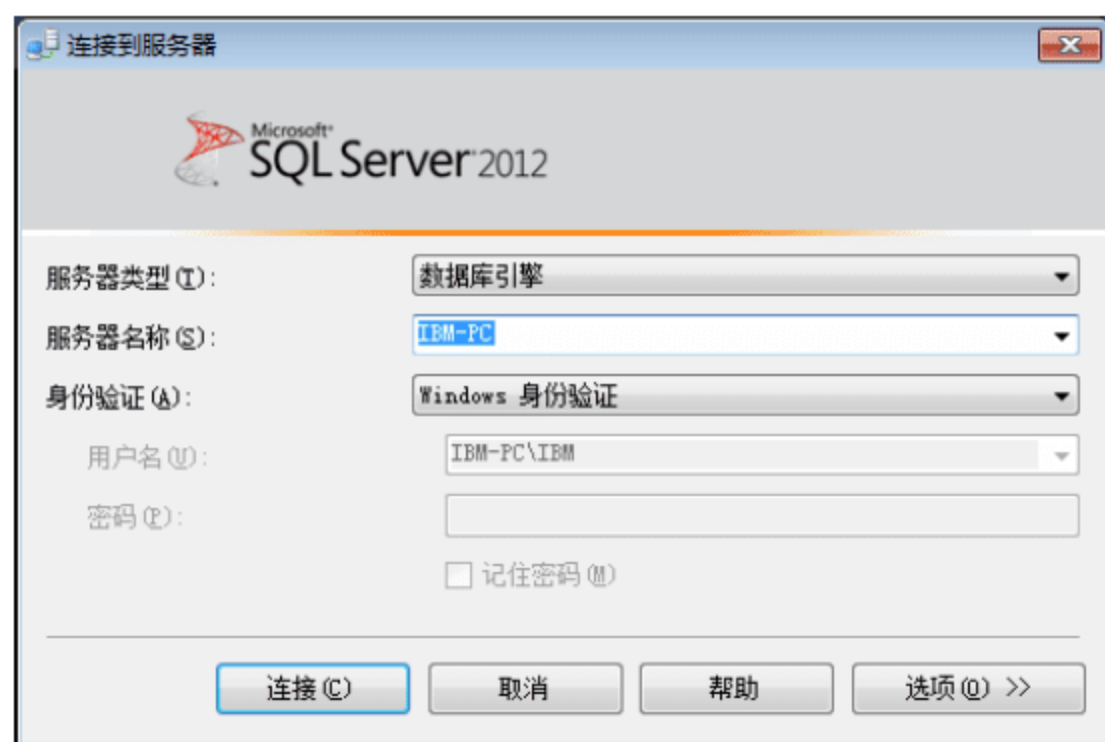 连接到服务器
Microsoft®
SQL Server 2012
服务器类型(T): 数据库引擎
服务器名称(S): IBM-PC
身份验证(A): Windows 身份验证
用户名(U): IBM-PC\IBM
密码(P):
记住密码(M)
连接(C) 取消 帮助 选项(O) >>